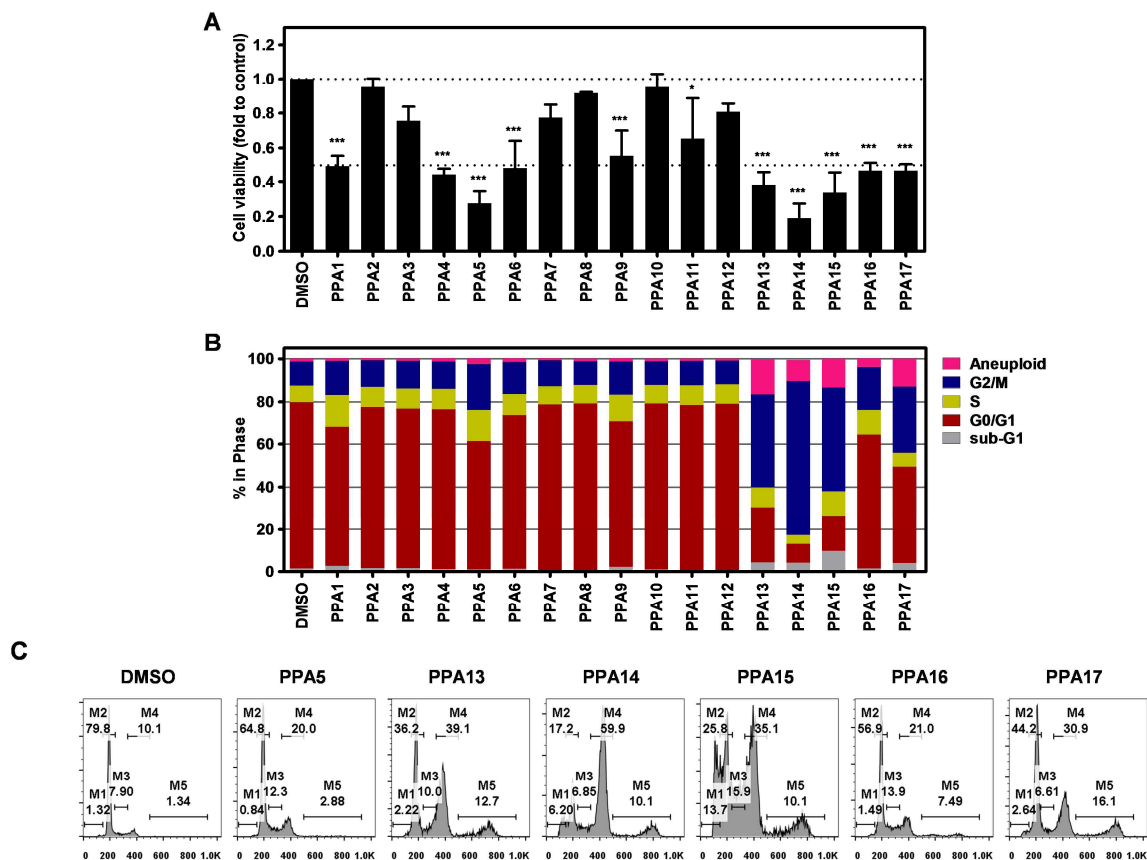 A
Cell viability (fold to control)
1.2
1.0
0.8
0.6
0.4
0.2
0.0
*** *** *** *** *** * *** *** *** *** ***
DMSO PPA1 PPA2 PPA3 PPA4 PPA5 PPA6 PPA7 PPA8 PPA9 PPA10 PPA11 PPA12 PPA13 PPA14 PPA15 PPA16 PPA17
B
% in Phase
100
80
60
40
20
0
DMSO PPA1 PPA2 PPA3 PPA4 PPA5 PPA6 PPA7 PPA8 PPA9 PPA10 PPA11 PPA12 PPA13 PPA14 PPA15 PPA16 PPA17
Aneuploid
G2/M
S
G0/G1
sub-G1
C
DMSO
M2 M4
79.8 10.1
M3
7.90
M5
M1
1.34
1.32
0 200 400 600 800 1.0K
PPA5
M2 M4
64.8 20.0
M3
12.3
M5
M1
2.88
0.84
0 200 400 600 800 1.0K
PPA13
M2 M4
36.2 39.1
M3
10.0
M5
M1
12.7
2.22
0 200 400 600 800 1.0K
PPA14
M2 M4
17.2 59.9
M3
6.85
M5
M1
10.1
6.20
0 200 400 600 800 1.0K
PPA15
M2 M4
25.8 35.1
M3
15.9
M5
M1
10.1
13.7
0 200 400 600 800 1.0K
PPA16
M2 M4
56.9 21.0
M3
13.9
M5
M1
7.49
1.49
0 200 400 600 800 1.0K
PPA17
M2 M4
44.2 30.9
M3
6.61
M5
M1
16.1
2.64
0 200 400 600 800 1.0K